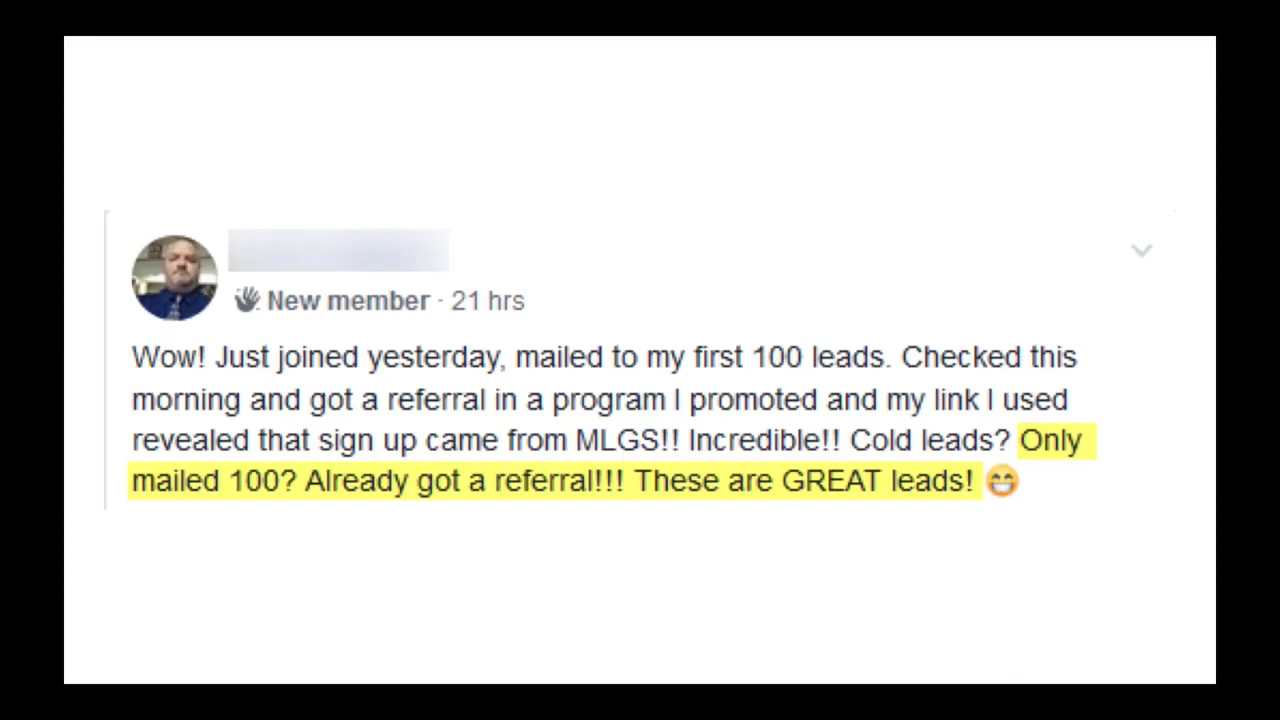 New member · 21 hrs
Wow! Just joined yesterday, mailed to my first 100 leads. Checked this
morning and got a referral in a program I promoted and my link I used
revealed that sign up came from MLGS!! Incredible!! Cold leads? Only
mailed 100? Already got a referral!!! These are GREAT leads! 😁